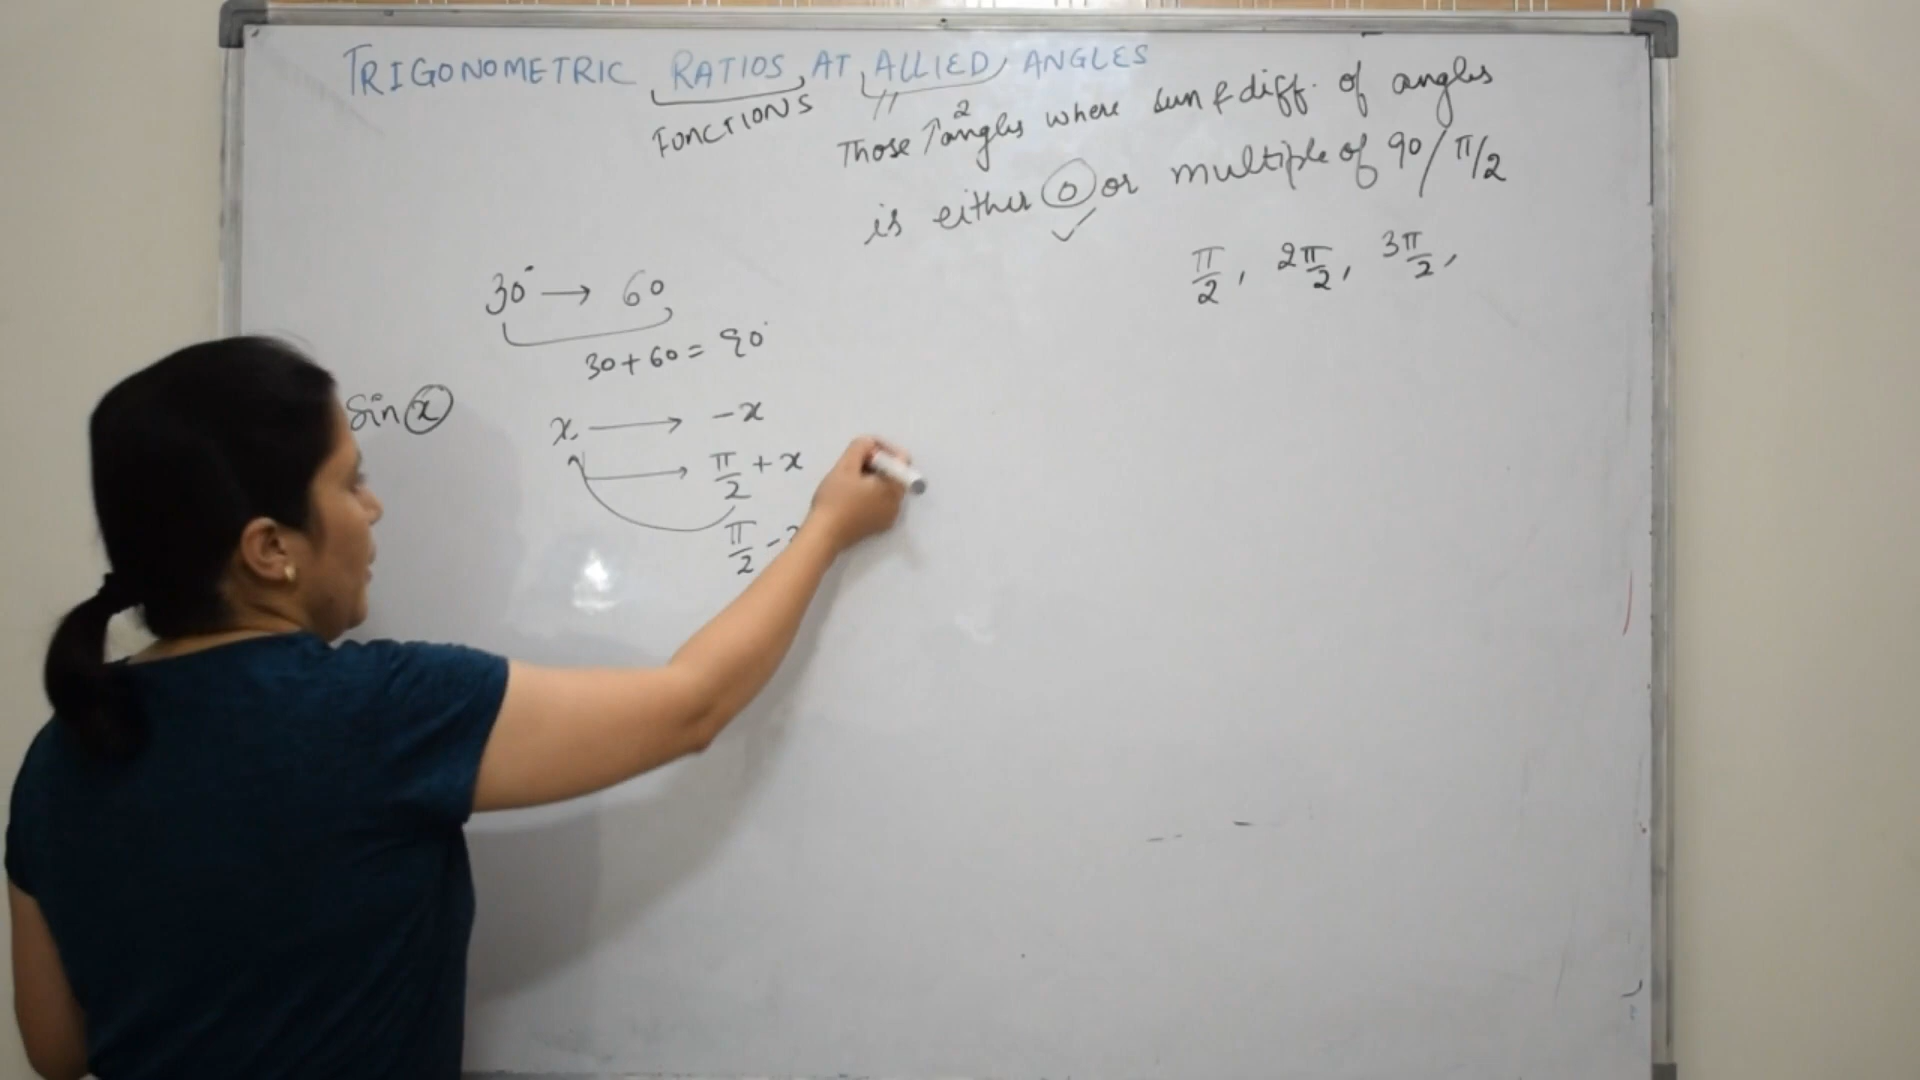 TRIGONOMETRIC RATIOS AT ALLIED ANGLES
FUNCTIONS
Those 2 angles where sum & diff. of angles
is either 0 or multiple of 90/π/2
π/2, 2π/2, 3π/2,
30° → 60
30+60 = 90°
Sin x
x → -x
→ π/2 + x
π/2 -